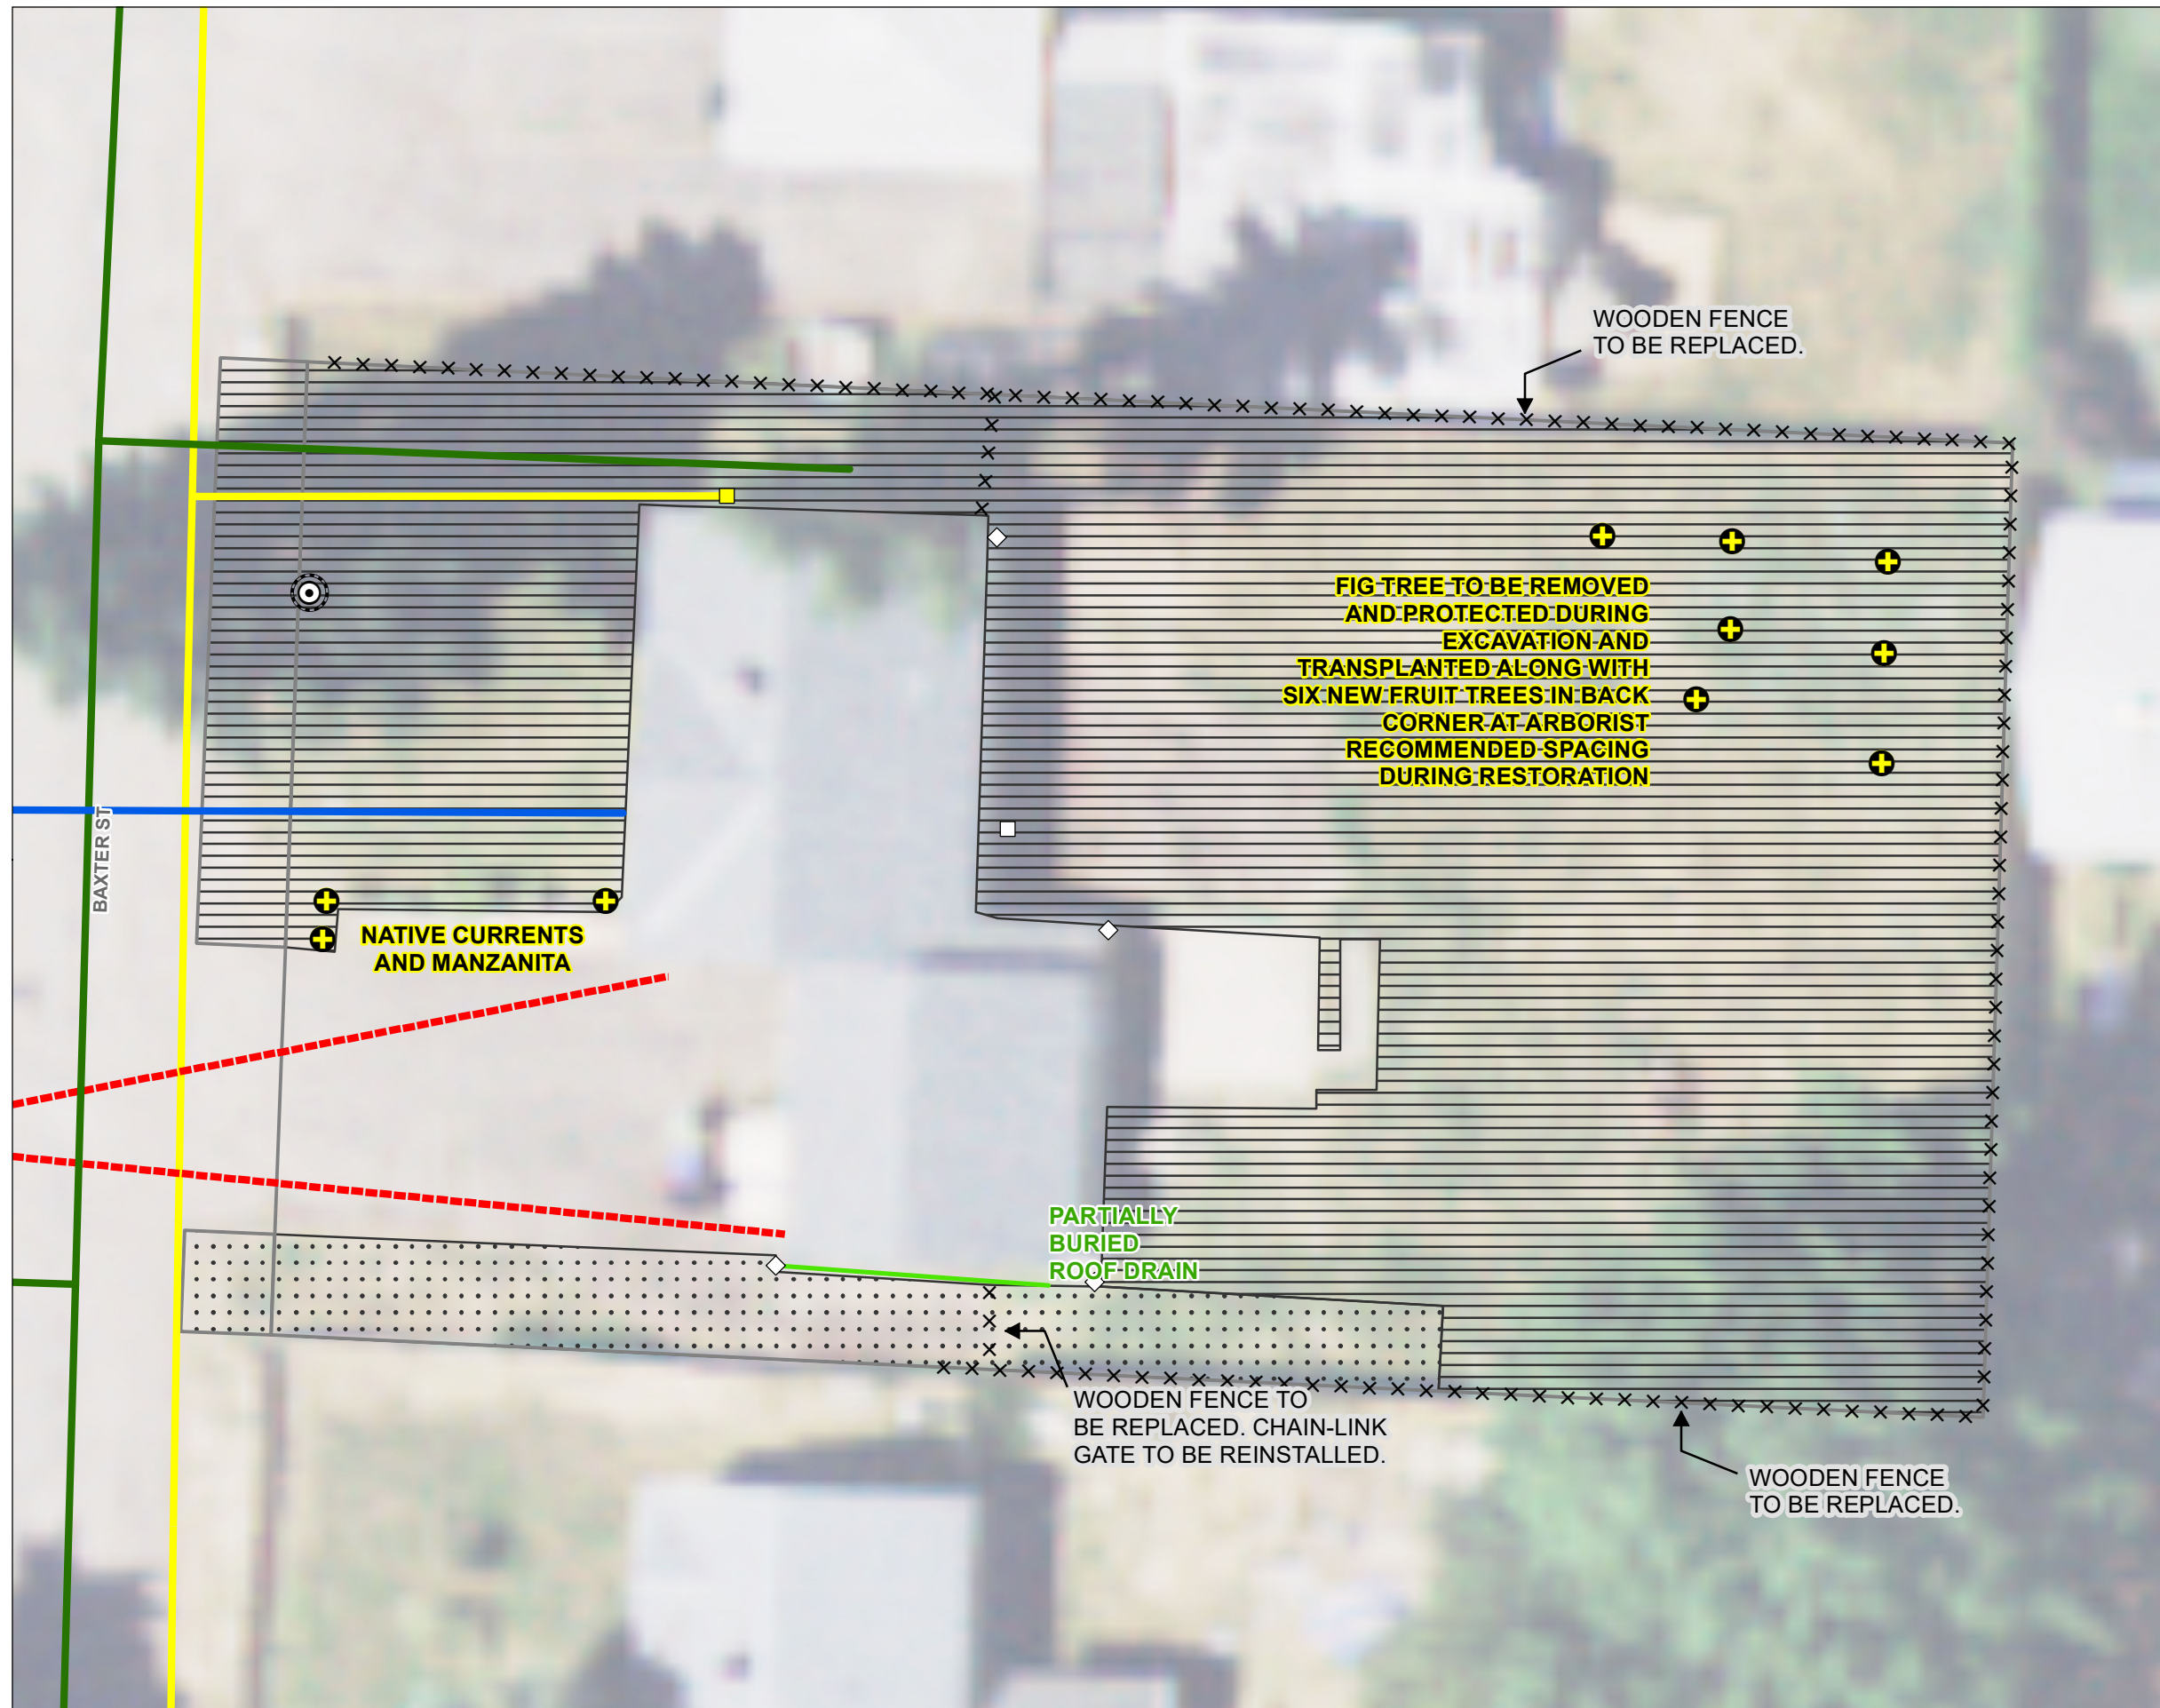 WOODEN FENCE
TO BE REPLACED.
FIG TREE TO BE REMOVED
AND PROTECTED DURING
EXCAVATION AND
TRANSPLANTED ALONG WITH
SIX NEW FRUIT TREES IN BACK
CORNER AT ARBORIST
RECOMMENDED SPACING
DURING RESTORATION
BAXTER ST
NATIVE CURRENTS
AND MANZANITA
PARTIALLY
BURIED
ROOF DRAIN
WOODEN FENCE TO
BE REPLACED. CHAIN-LINK
GATE TO BE REINSTALLED.
WOODEN FENCE
TO BE REPLACED.